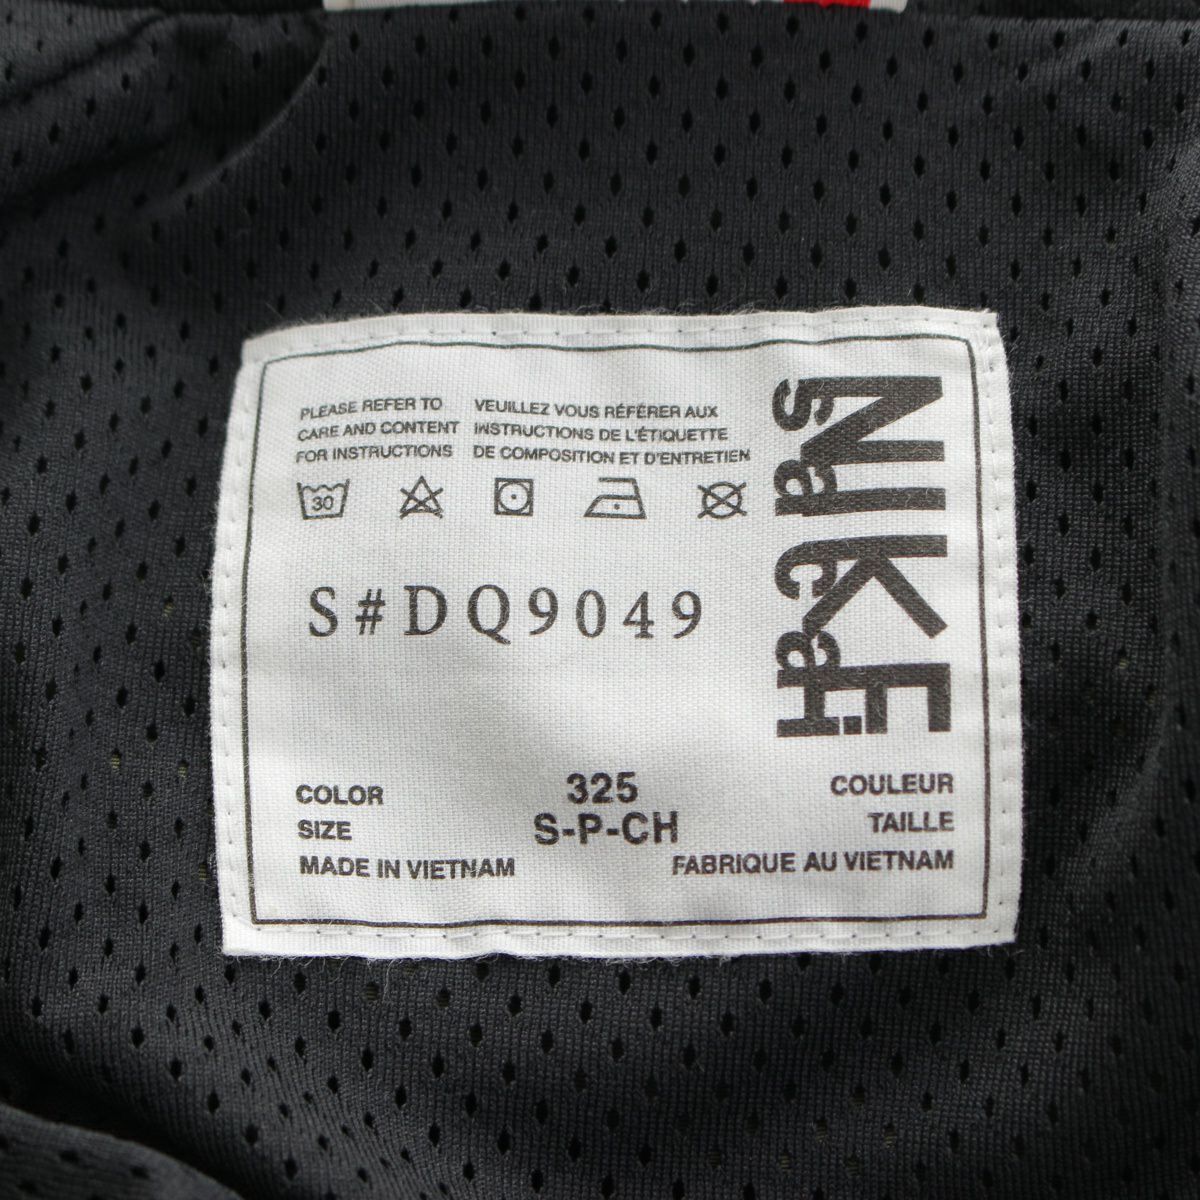 PLEASE REFER TO
CARE AND CONTENT
FOR INSTRUCTIONS
VEUILLEZ VOUS RÉFÉRER AUX
INSTRUCTIONS DE L'ÉTIQUETTE
DE COMPOSITION ET D'ENTRETIEN
30
S#DQ9049
NIKE
sacai
COLOR 325 COULEUR
SIZE S-P-CH TAILLE
MADE IN VIETNAM FABRIQUE AU VIETNAM